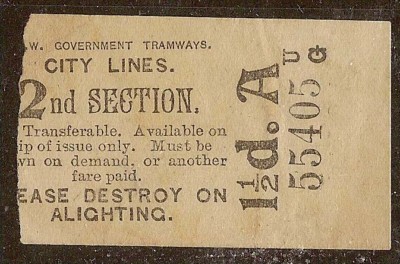 .W. GOVERNMENT TRAMWAYS.
CITY LINES.
2nd SECTION.
Transferable. Available on
ip of issue only. Must be
wn on demand, or another
fare paid.
EASE DESTROY ON
ALIGHTING.
1½d. A
55405 U G